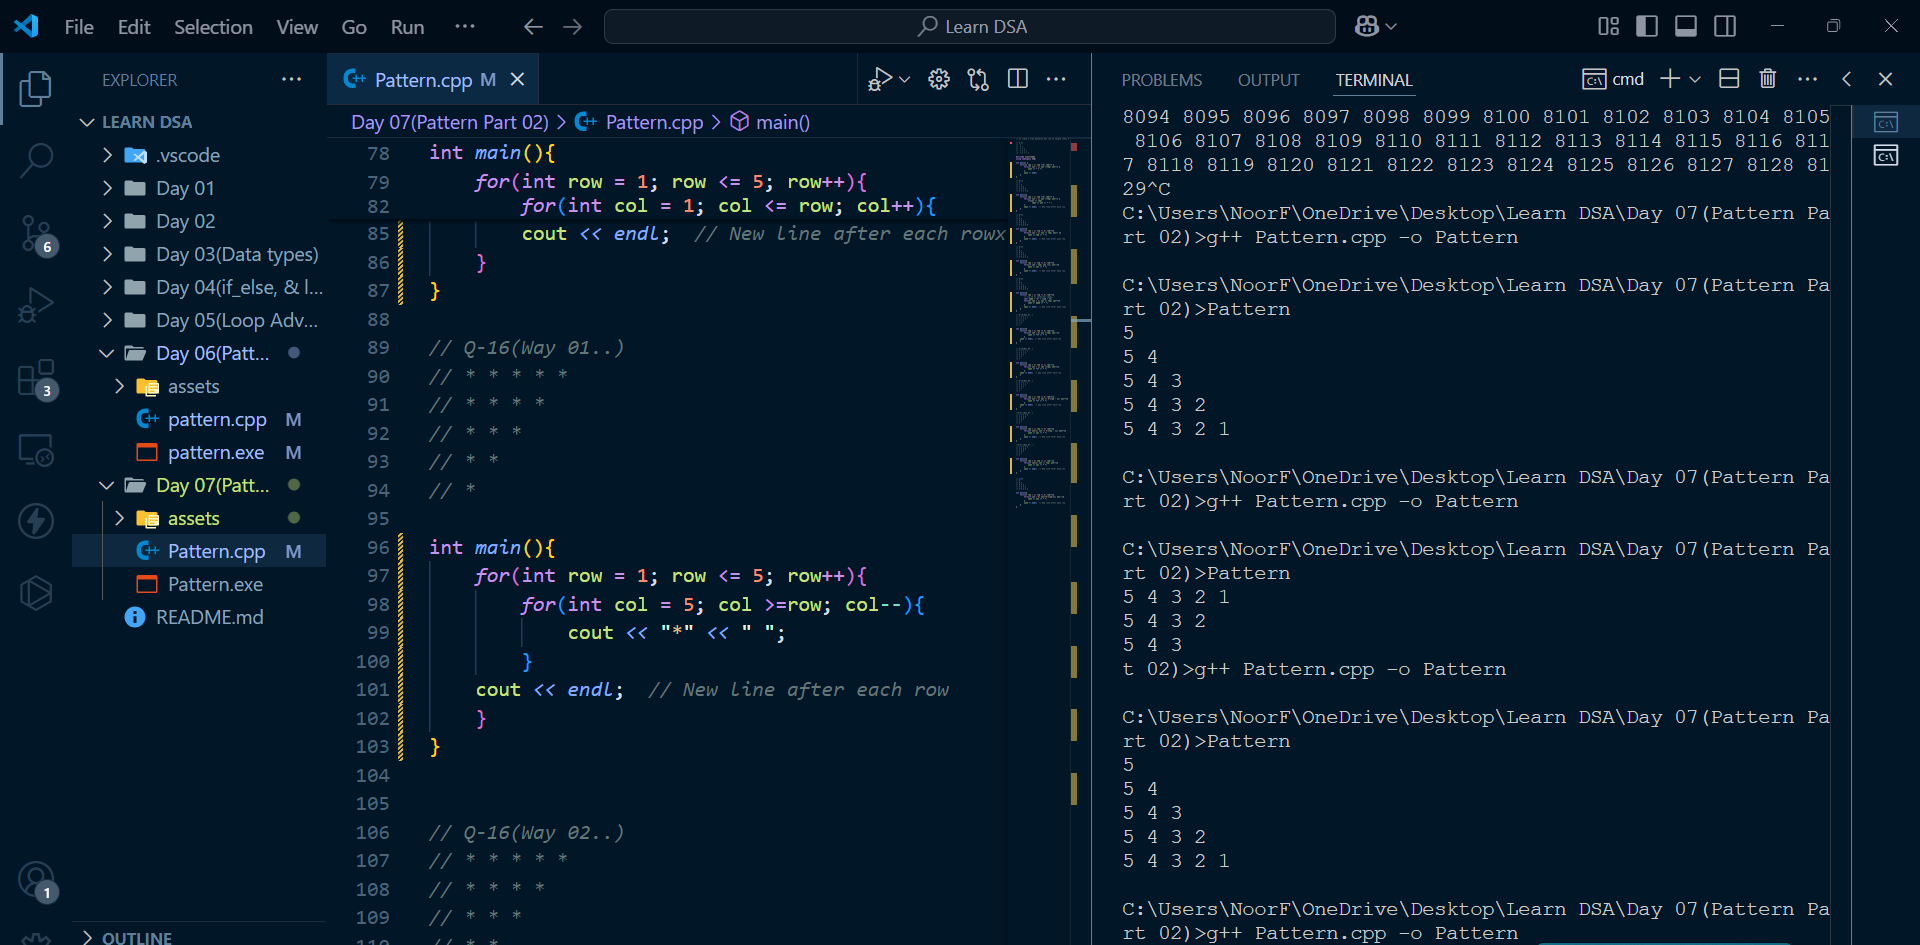 File Edit Selection View Go Run ··· Learn DSA
EXPLORER ···
LEARN DSA
.vscode
Day 01
Day 02
Day 03(Data types)
Day 04(if_else, & l...
Day 05(Loop Adv...
Day 06(Patt...
assets
pattern.cpp M
pattern.exe M
Day 07(Patt...
assets
Pattern.cpp M
Pattern.exe
README.md
OUTLINE
6
3
1
Pattern.cpp M
Day 07(Pattern Part 02) > Pattern.cpp > main()
78 int main(){
79 for(int row = 1; row <= 5; row++){
82 for(int col = 1; col <= row; col++){
85 cout << endl; // New line after each rowx
86 }
87 }
88
89 // Q-16(Way 01..)
90 // * * * * *
91 // * * * *
92 // * * *
93 // * *
94 // *
95
96 int main(){
97 for(int row = 1; row <= 5; row++){
98 for(int col = 5; col >=row; col--){
99 cout << "*" << " ";
100 }
101 cout << endl; // New line after each row
102 }
103 }
104
105
106 // Q-16(Way 02..)
107 // * * * * *
108 // * * * *
109 // * * *
110 // * *
PROBLEMS OUTPUT TERMINAL cmd
8094 8095 8096 8097 8098 8099 8100 8101 8102 8103 8104 8105
8106 8107 8108 8109 8110 8111 8112 8113 8114 8115 8116 811
7 8118 8119 8120 8121 8122 8123 8124 8125 8126 8127 8128 81
29^C
C:\Users\NoorF\OneDrive\Desktop\Learn DSA\Day 07(Pattern Pa
rt 02)>g++ Pattern.cpp -o Pattern
C:\Users\NoorF\OneDrive\Desktop\Learn DSA\Day 07(Pattern Pa
rt 02)>Pattern
5
5 4
5 4 3
5 4 3 2
5 4 3 2 1
C:\Users\NoorF\OneDrive\Desktop\Learn DSA\Day 07(Pattern Pa
rt 02)>g++ Pattern.cpp -o Pattern
C:\Users\NoorF\OneDrive\Desktop\Learn DSA\Day 07(Pattern Pa
rt 02)>Pattern
5 4 3 2 1
5 4 3 2
5 4 3
t 02)>g++ Pattern.cpp -o Pattern
C:\Users\NoorF\OneDrive\Desktop\Learn DSA\Day 07(Pattern Pa
rt 02)>Pattern
5
5 4
5 4 3
5 4 3 2
5 4 3 2 1
C:\Users\NoorF\OneDrive\Desktop\Learn DSA\Day 07(Pattern Pa
rt 02)>g++ Pattern.cpp -o Pattern